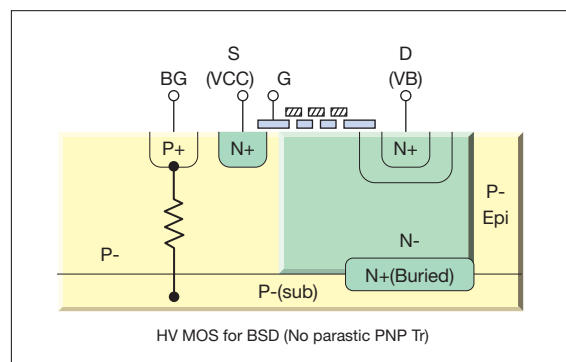 S
D
BG
(VCC)
G
(VB)
P+
N+
N+
P-
Epi
N-
P-
N+(Buried)
P-(sub)
HV MOS for BSD (No parastic PNP Tr)